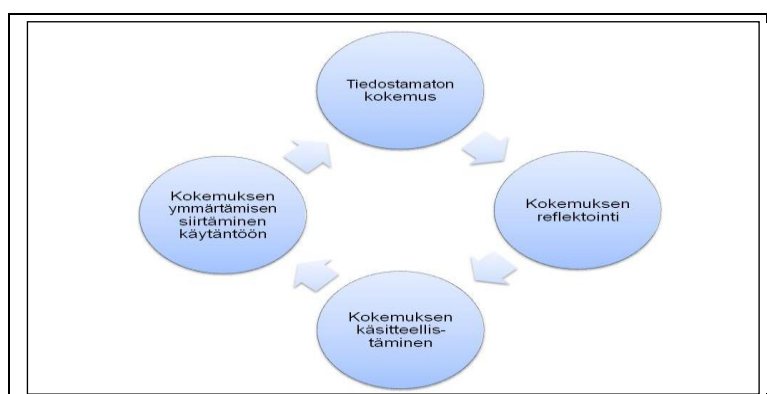 Tiedostamaton
kokemus
Kokemuksen
reflektointi
Kokemuksen
käsitteellis-
täminen
Kokemuksen
ymmärtämisen
siirtäminen
käytäntöön